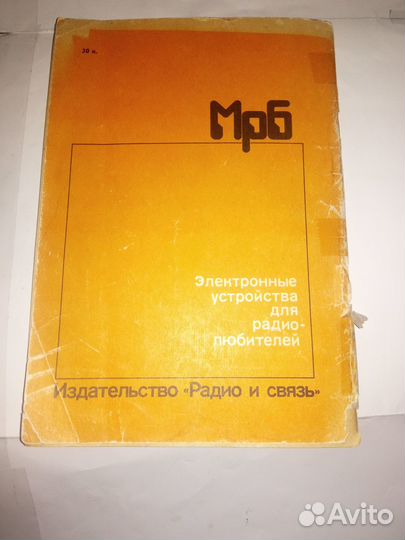 30 к.
Мрб
Электронные
устройства
для
радио-
любителей
Издательство «Радио и связь»
Avito